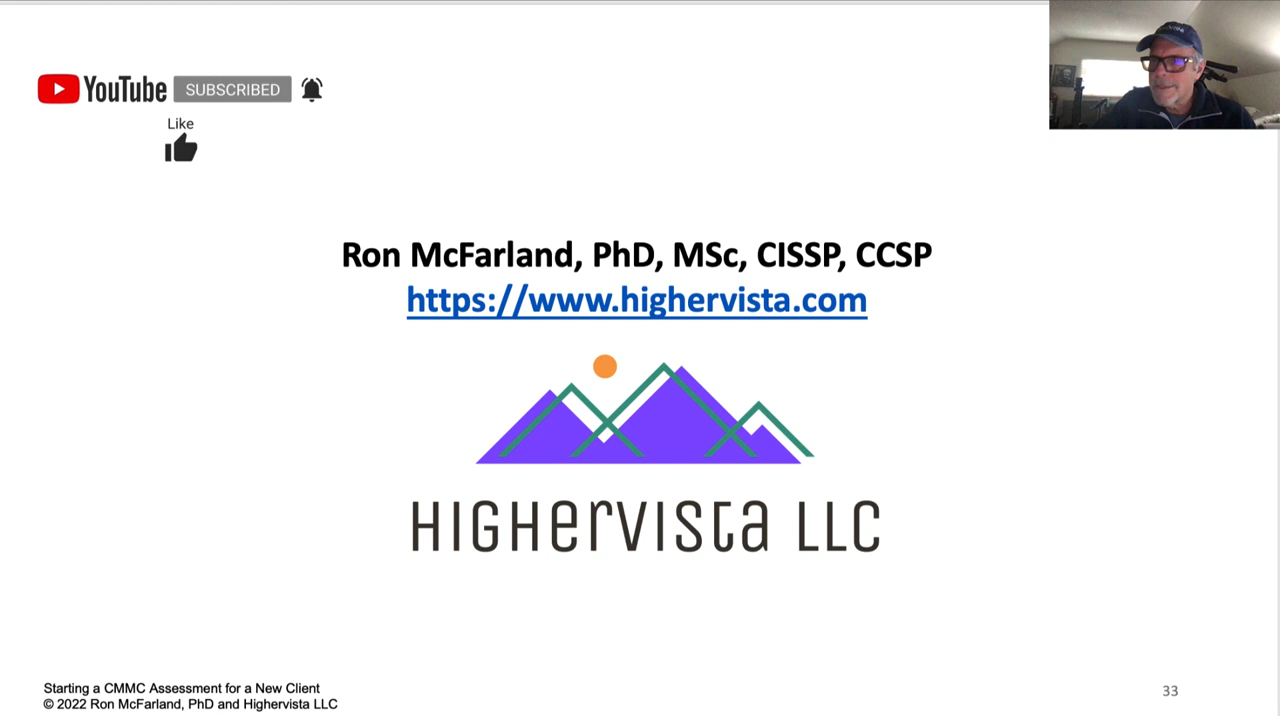 YouTube SUBSCRIBED
Like
Ron McFarland, PhD, MSc, CISSP, CCSP
https://www.highervista.com
HIGHerVISta LLC
Starting a CMMC Assessment for a New Client
© 2022 Ron McFarland, PhD and Highervista LLC
33